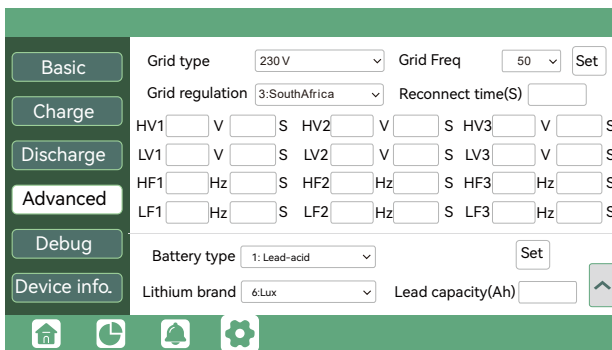 Basic
Charge
Discharge
Advanced
Debug
Device info.
Grid type 230 V Grid Freq 50 Set
Grid regulation 3:SouthAfrica Reconnect time(S)
HV1 V S HV2 V S HV3 V S
LV1 V S LV2 V S LV3 V S
HF1 Hz S HF2 Hz S HF3 Hz S
LF1 Hz S LF2 Hz S LF3 Hz S
Battery type 1: Lead-acid Set
Lithium brand 6:Lux Lead capacity(Ah)